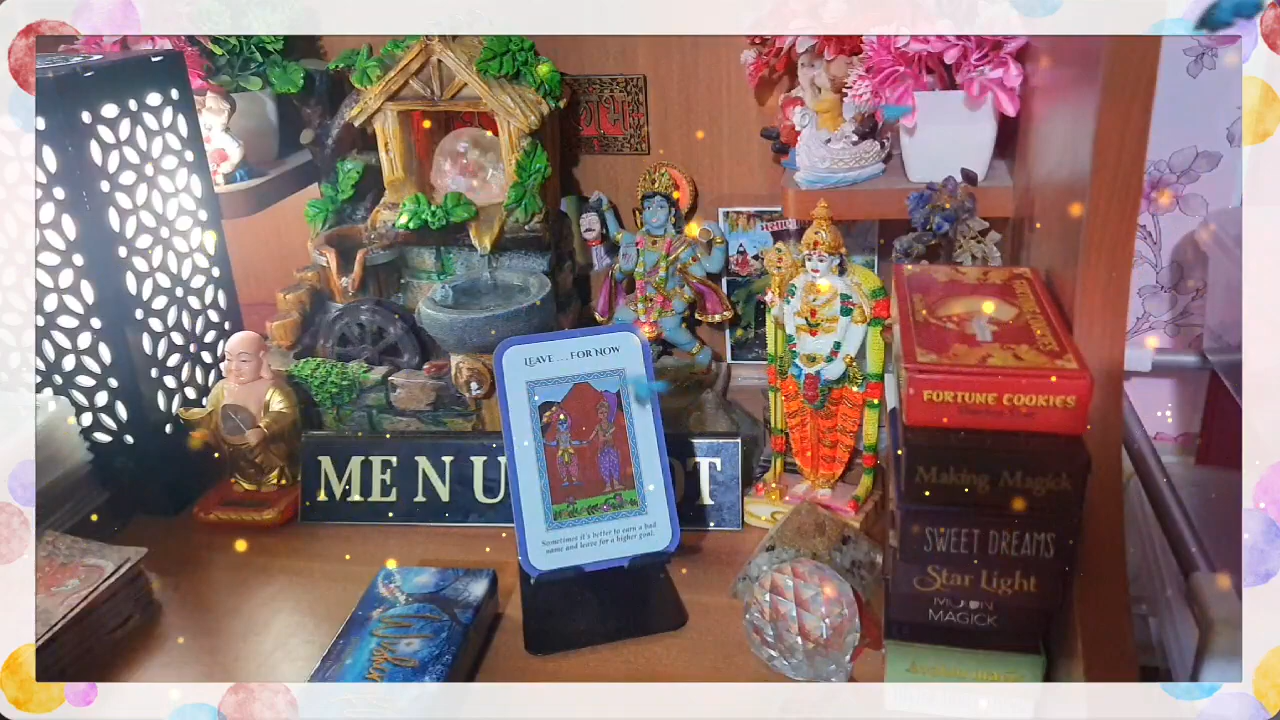 LEAVE . . . FOR NOW
Sometimes it's better to earn a bad
name and leave for a higher goal.
MENU
OT
FORTUNE COOKIES
Making Magick
SWEET DREAMS
Star Light
MOON
MAGICK